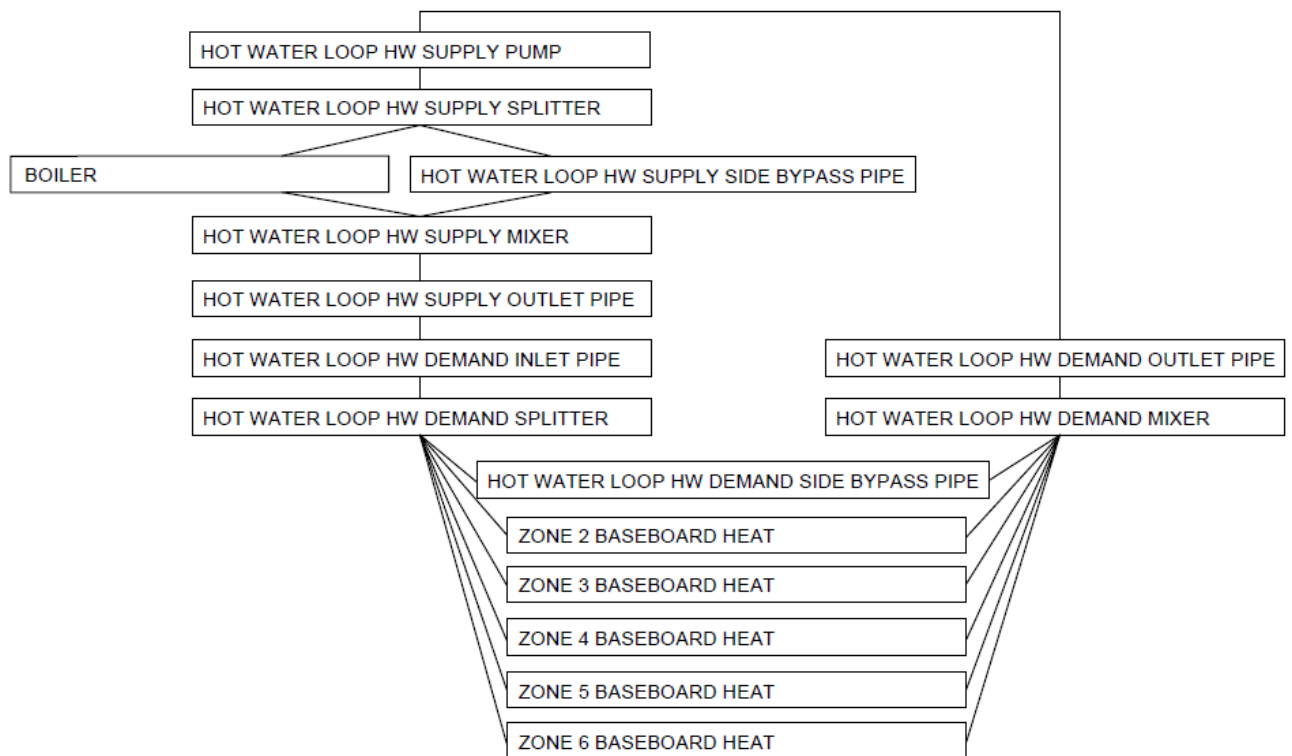 HOT WATER LOOP HW SUPPLY PUMP
HOT WATER LOOP HW SUPPLY SPLITTER
BOILER
HOT WATER LOOP HW SUPPLY SIDE BYPASS PIPE
HOT WATER LOOP HW SUPPLY MIXER
HOT WATER LOOP HW SUPPLY OUTLET PIPE
HOT WATER LOOP HW DEMAND INLET PIPE
HOT WATER LOOP HW DEMAND OUTLET PIPE
HOT WATER LOOP HW DEMAND SPLITTER
HOT WATER LOOP HW DEMAND MIXER
HOT WATER LOOP HW DEMAND SIDE BYPASS PIPE
ZONE 2 BASEBOARD HEAT
ZONE 3 BASEBOARD HEAT
ZONE 4 BASEBOARD HEAT
ZONE 5 BASEBOARD HEAT
ZONE 6 BASEBOARD HEAT